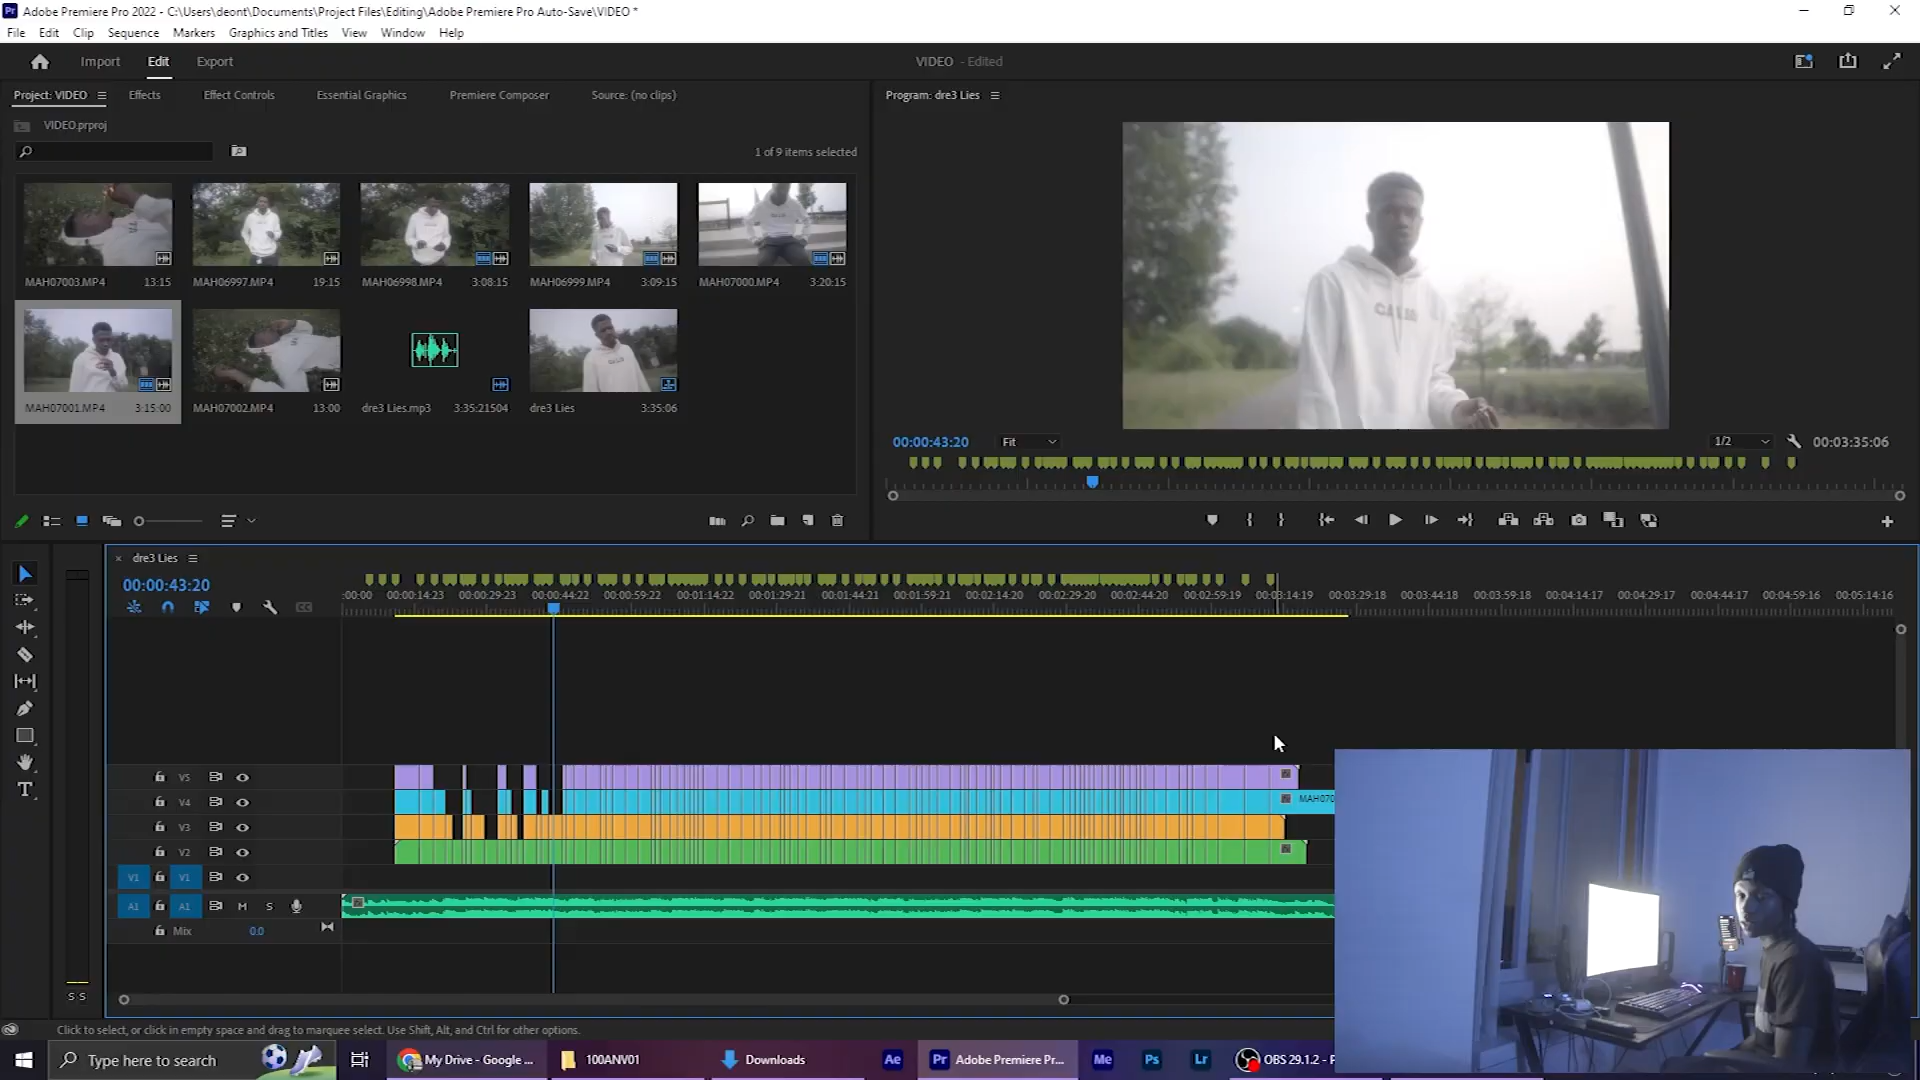 Adobe Premiere Pro 2022 - C:\Users\deont\Documents\Project Files\Editing\Adobe Premiere Pro Auto-Save\VIDEO *
File Edit Clip Sequence Markers Graphics and Titles View Window Help
Import Edit Export
VIDEO - Edited
Project: VIDEO Effects Effect Controls Essential Graphics Premiere Composer Source: (no clips)
Program: dre3 Lies
VIDEO.prproj
1 of 9 items selected
MAH07003.MP4 13:15 MAH06997.MP4 19:15 MAH06998.MP4 3:08:15 MAH06999.MP4 3:09:15 MAH07000.MP4 3:20:15
MAH07001.MP4 3:15:00 MAH07002.MP4 13:00 dre3 Lies.mp3 3:35:21504 dre3 Lies 3:35:06
00:00:43:20 Fit 1/2 00:03:35:06
dre3 Lies
00:00:43:20
:00:00 00:00:14:23 00:00:29:23 00:00:44:22 00:00:59:22 00:01:14:22 00:01:29:21 00:01:44:21 00:01:59:21 00:02:14:20 00:02:29:20 00:02:44:20 00:02:59:19 00:03:14:19 00:03:29:18 00:03:44:18 00:03:59:18 00:04:14:17 00:04:29:17 00:04:44:17 00:04:59:16 00:05:14:16
V5
V4 MAH070
V3
V2
V1 V1
A1 A1 M S
Mix 0.0
S S
Click to select, or click in empty space and drag to marquee select. Use Shift, Alt, and Ctrl for other options.
Type here to search My Drive - Google ... 100ANV01 Downloads Ae Pr Adobe Premiere Pr... Me Ps Lr OBS 29.1.2 - P